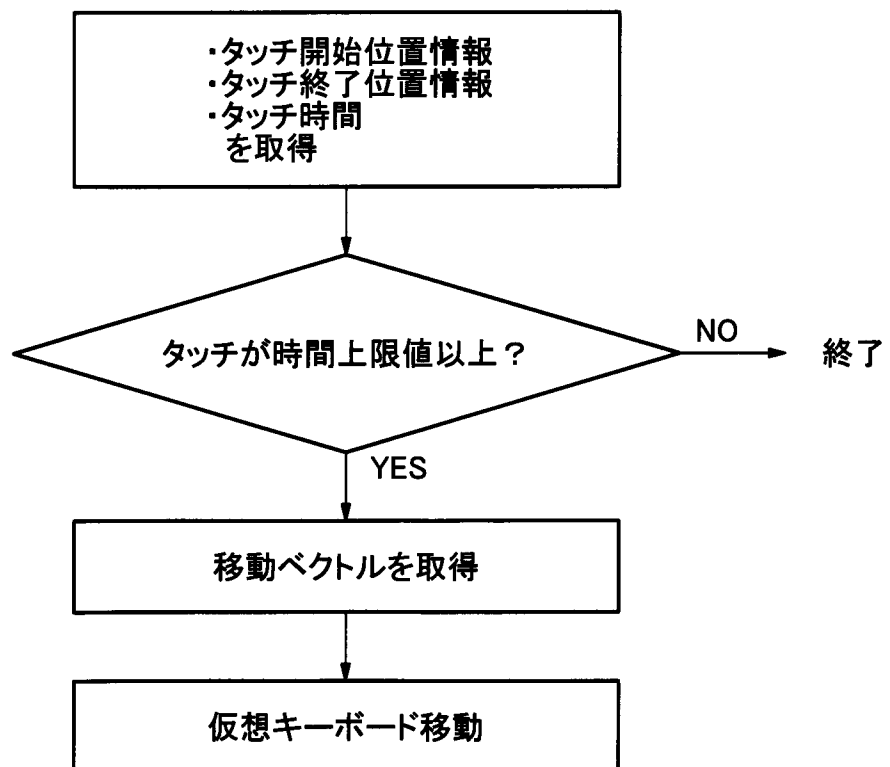 ・タッチ開始位置情報
・タッチ終了位置情報
・タッチ時間
を取得
タッチが時間上限値以上?
NO
終了
YES
移動ベクトルを取得
仮想キーボード移動